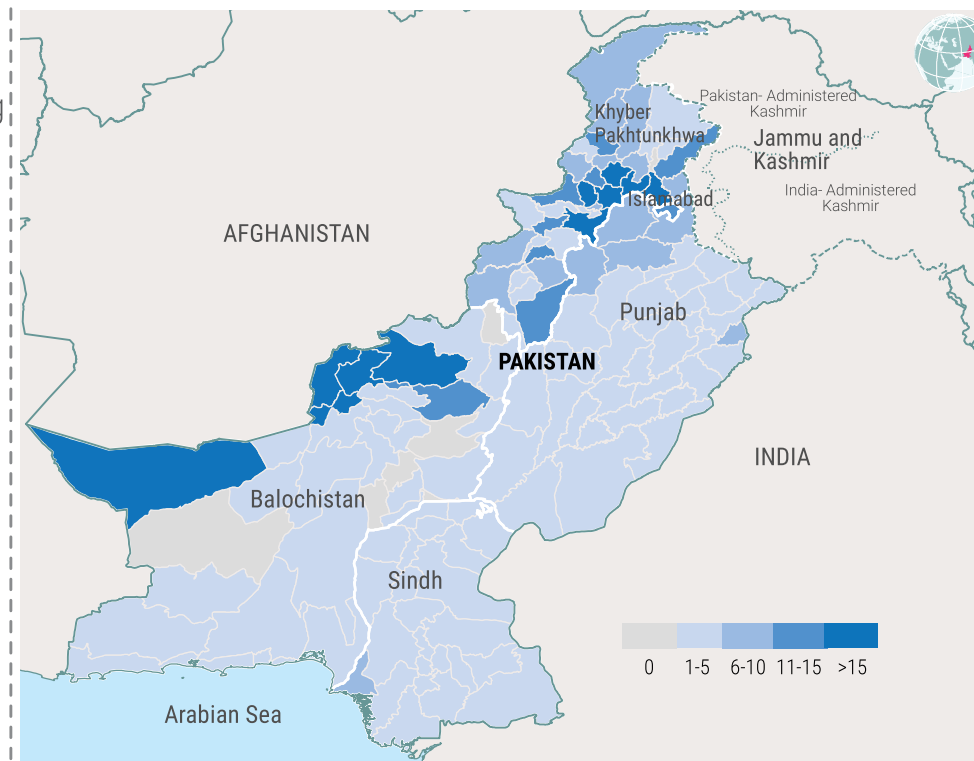 Pakistan- Administered
Kashmir
Khyber
Pakhtunkhwa
Jammu and
Kashmir
India- Administered
Kashmir
Islamabad
AFGHANISTAN
Punjab
PAKISTAN
INDIA
Balochistan
Sindh
0 1-5 6-10 11-15 >15
Arabian Sea